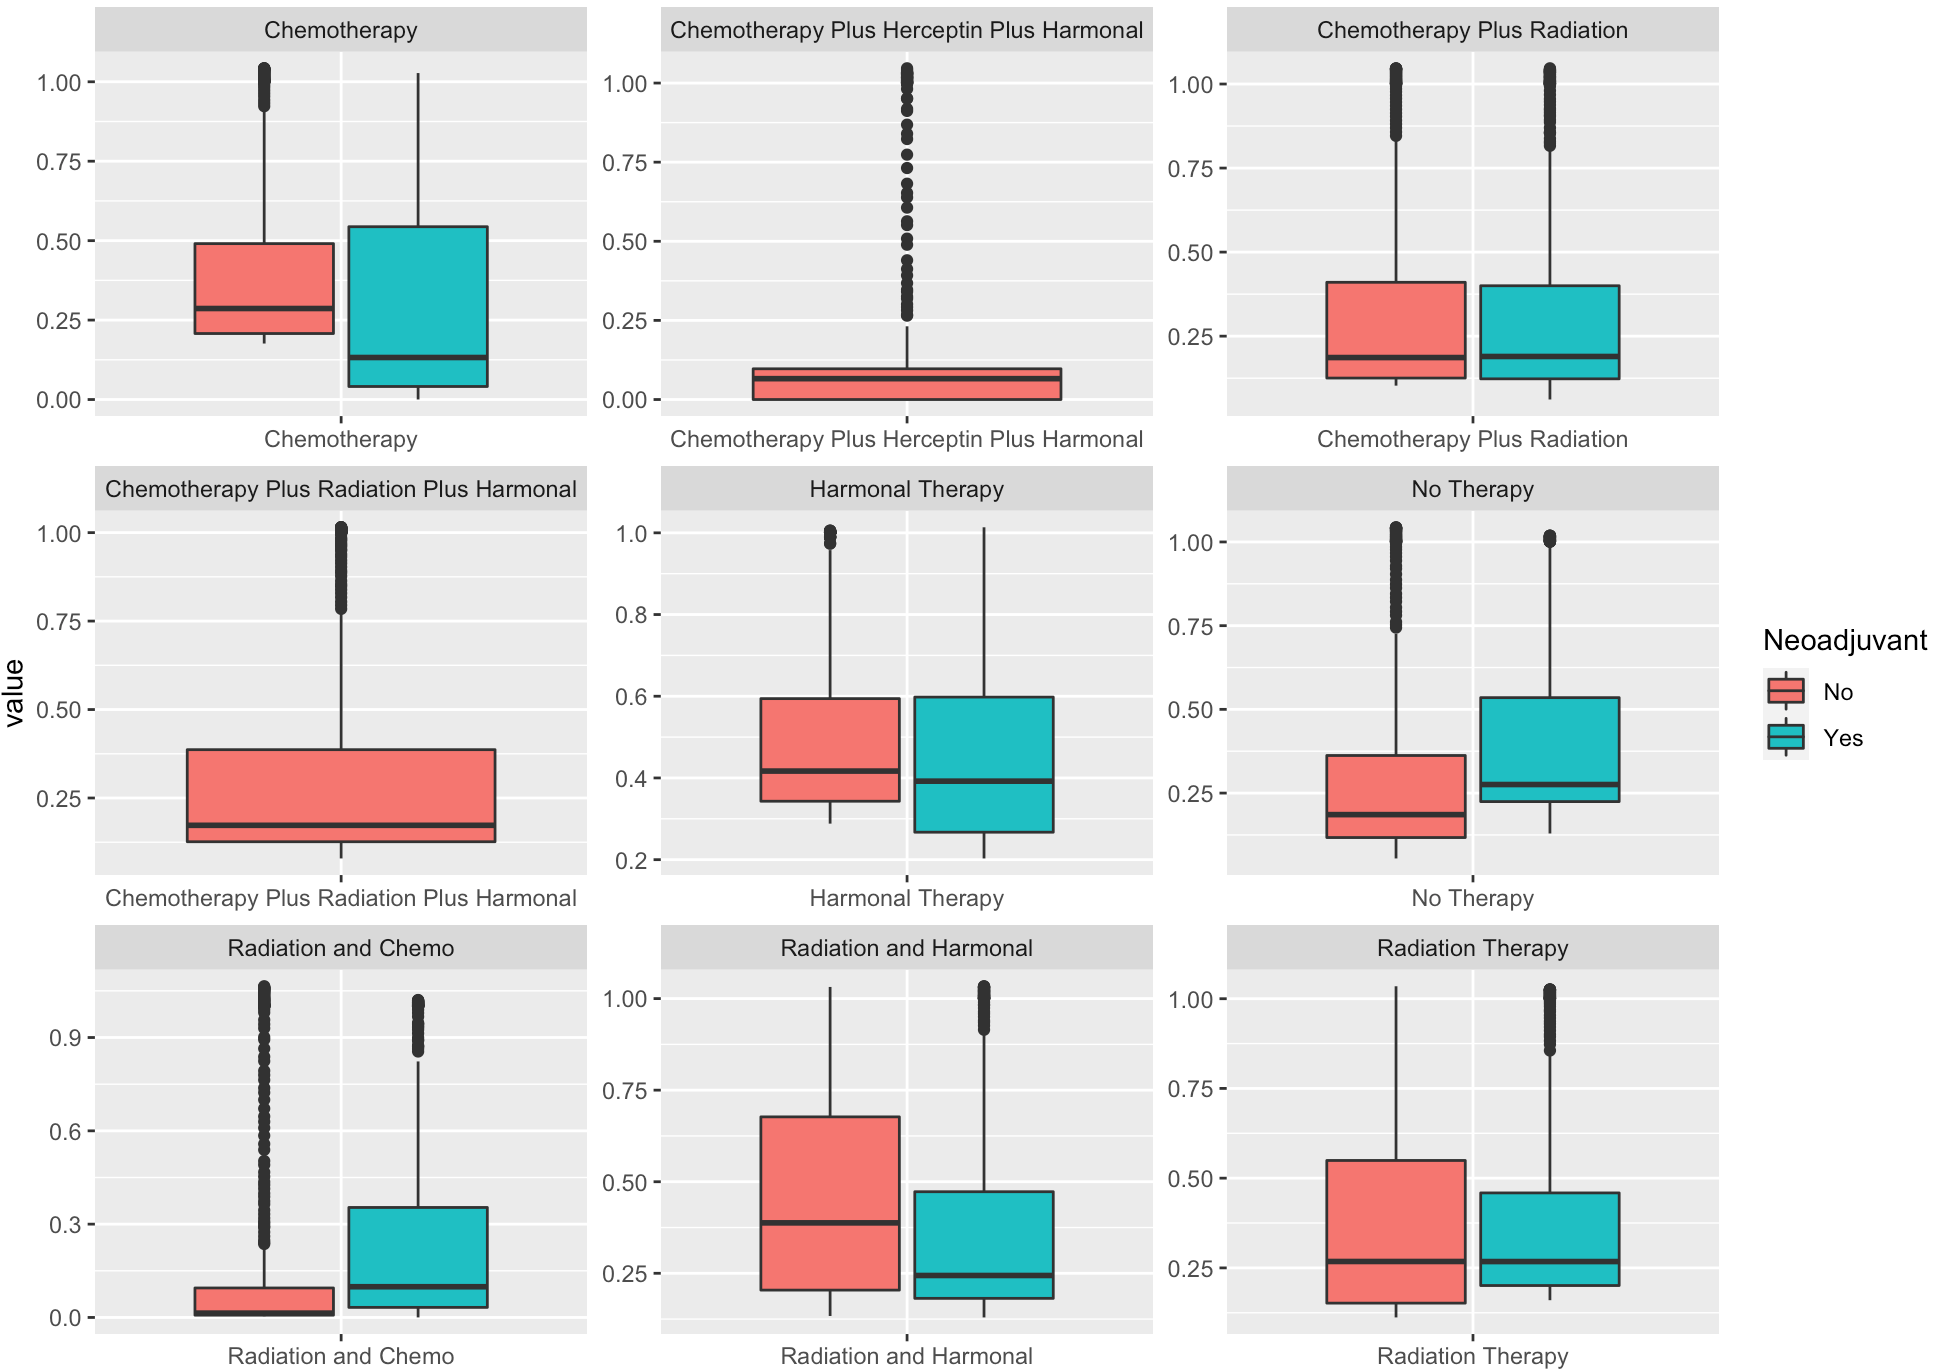 Chemotherapy
Chemotherapy Plus Herceptin Plus Harmonal
Chemotherapy Plus Radiation
1.00
0.75
0.50
0.25
0.00
1.00
0.75
0.50
0.25
0.00
1.00
0.75
0.50
0.25
Chemotherapy
Chemotherapy Plus Herceptin Plus Harmonal
Chemotherapy Plus Radiation
Chemotherapy Plus Radiation Plus Harmonal
Harmonal Therapy
No Therapy
value
1.00
0.75
0.50
0.25
1.0
0.8
0.6
0.4
0.2
1.00
0.75
0.50
0.25
Chemotherapy Plus Radiation Plus Harmonal
Harmonal Therapy
No Therapy
Radiation and Chemo
Radiation and Harmonal
Radiation Therapy
0.9
0.6
0.3
0.0
1.00
0.75
0.50
0.25
1.00
0.75
0.50
0.25
Radiation and Chemo
Radiation and Harmonal
Radiation Therapy
Neoadjuvant
No
Yes